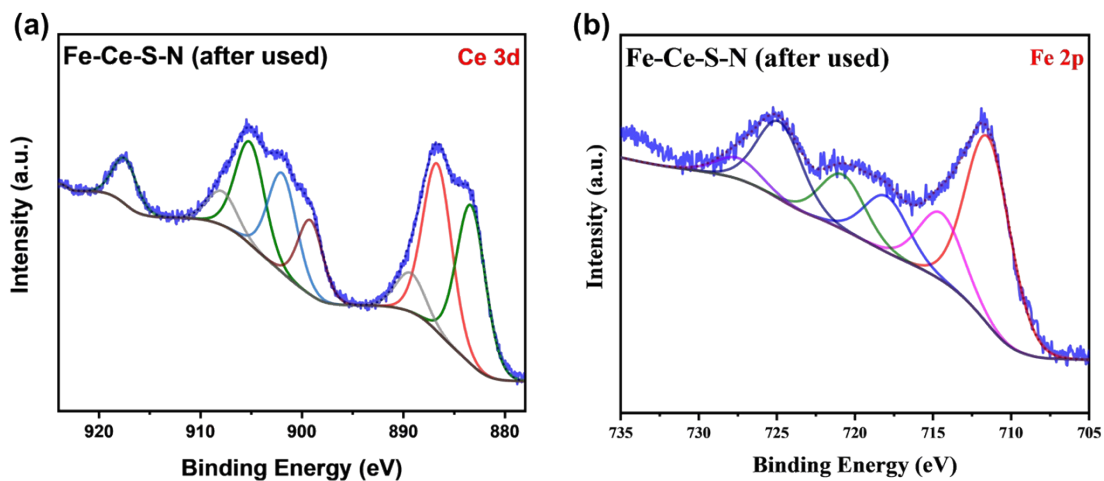 (a)
Fe-Ce-S-N (after used)
Ce 3d
Intensity (a.u.)
920
910
900
890
880
Binding Energy (eV)
(b)
Fe-Ce-S-N (after used)
Fe 2p
Intensity (a.u.)
735
730
725
720
715
710
705
Binding Energy (eV)